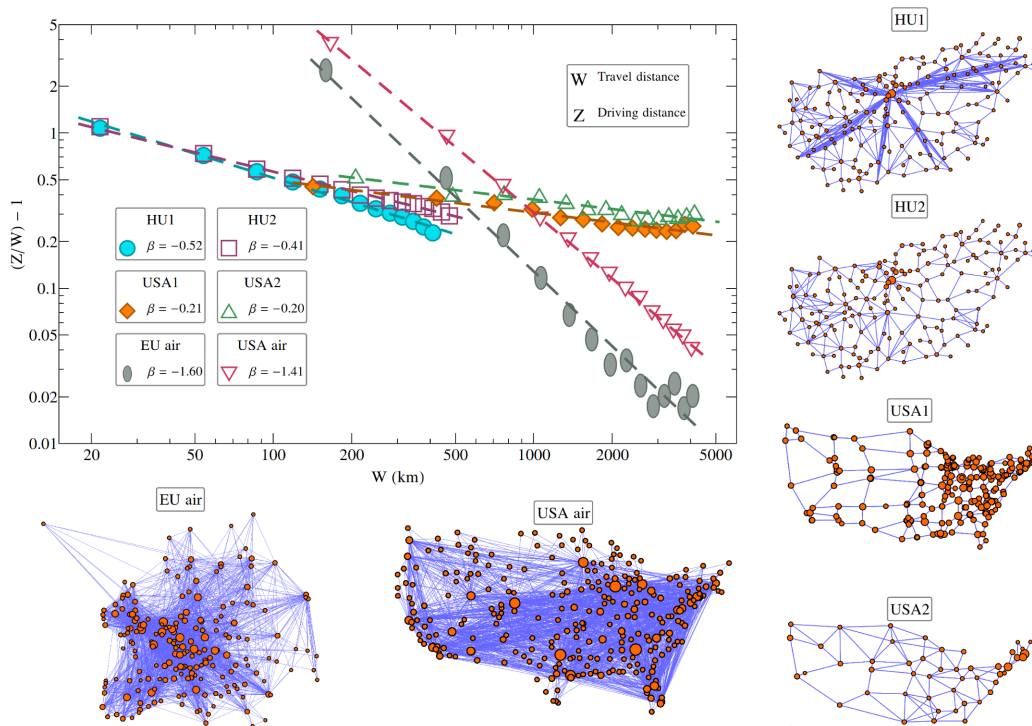 5
2
1
0.5
0.2
0.1
0.05
0.02
0.01
(Z/W) − 1
W Travel distance
Z Driving distance
HU1
β = −0.52
HU2
β = −0.41
USA1
β = −0.21
USA2
β = −0.20
EU air
β = −1.60
USA air
β = −1.41
20 50 100 200 500 1000 2000 5000
W (km)
HU1
HU2
USA1
USA2
EU air
USA air